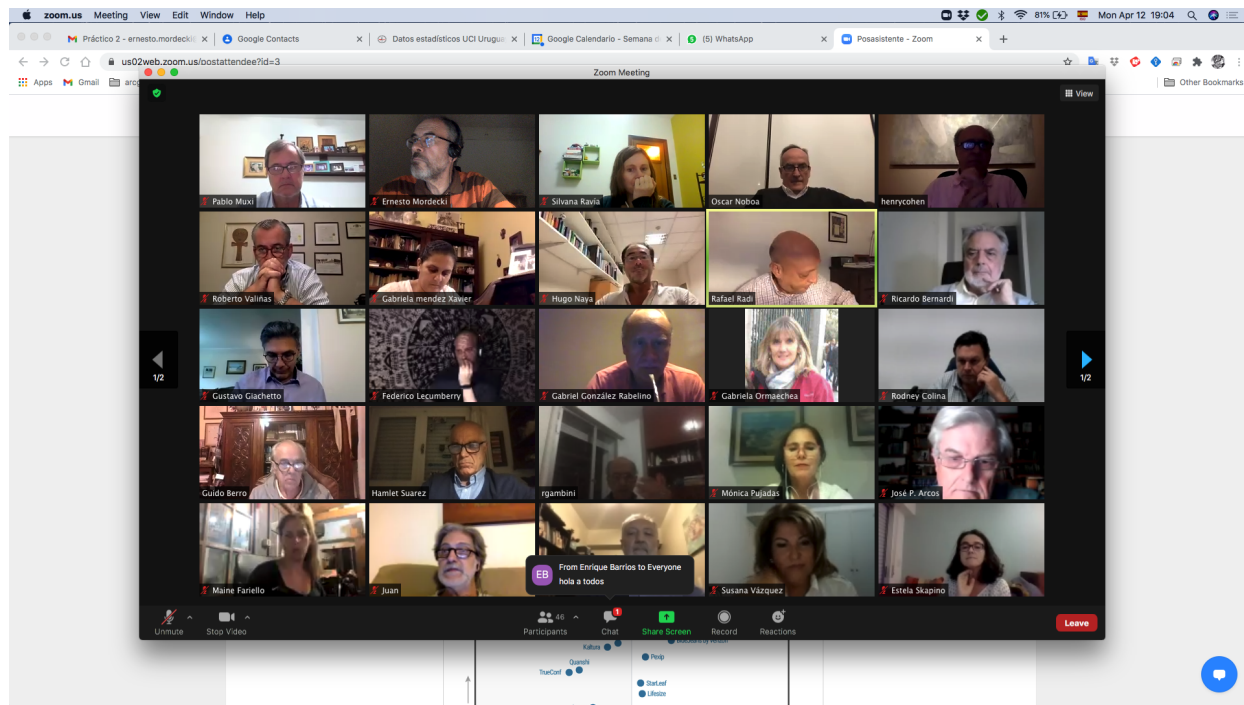 zoom.us Meeting View Edit Window Help
81% Mon Apr 12 19:04
Práctico 2 - ernesto.mordecki
Google Contacts
Datos estadísticos UCI Urugua
Google Calendario - Semana d
(5) WhatsApp
Posasistente - Zoom
us02web.zoom.us/postattendee?id=3
Apps Gmail arcg
Other Bookmarks
Zoom Meeting
View
Pablo Muxi
Ernesto Mordecki
Silvana Ravía
Oscar Noboa
henrycohen
Roberto Valiñas
Gabriela mendez Xavier
Hugo Naya
Rafael Radi
Ricardo Bernardi
1/2
1/2
Gustavo Giachetto
Federico Lecumberry
Gabriel González Rabelino
Gabriela Ormaechea
Rodney Colina
Guido Berro
Hamlet Suarez
rgambini
Mónica Pujadas
José P. Arcos
EB
From Enrique Barrios to Everyone
hola a todos
Maine Fariello
Juan
Susana Vázquez
Estela Skapino
Unmute
Stop Video
Participants 46
Chat 1
Share Screen
Record
Reactions
Leave
Kaltura
Pexip
Quanshi
TrueConf
StarLeaf
Lifesize